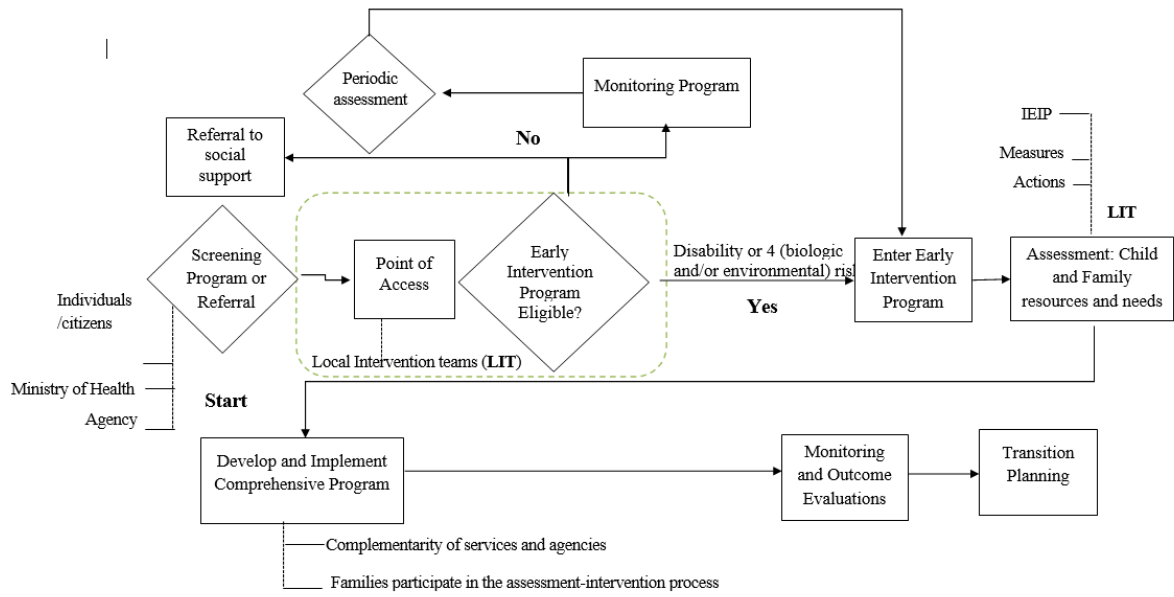 Periodic
assessment
Monitoring Program
Referral to
social
support
No
IEIP
Measures
Actions
LIT
Screening
Program or
Referral
Point of
Access
Early
Intervention
Program
Eligible?
Disability or 4 (biologic
and/or environmental) risk
Yes
Enter Early
Intervention
Program
Assessment: Child
and Family
resources and needs
Individuals
/citizens
Local Intervention teams (LIT)
Ministry of Health
Agency
Start
Develop and Implement
Comprehensive Program
Monitoring
and Outcome
Evaluations
Transition
Planning
Complementarity of services and agencies
Families participate in the assessment-intervention process